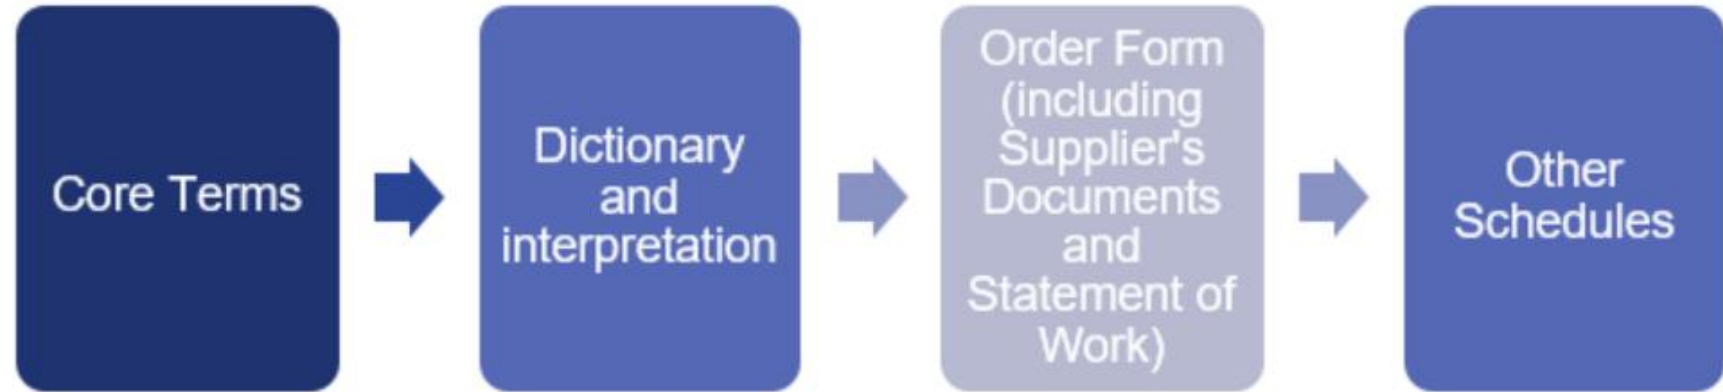 Core Terms
Dictionary
and
interpretation
Order Form
(including
Supplier's
Documents
and
Statement of
Work)
Other
Schedules